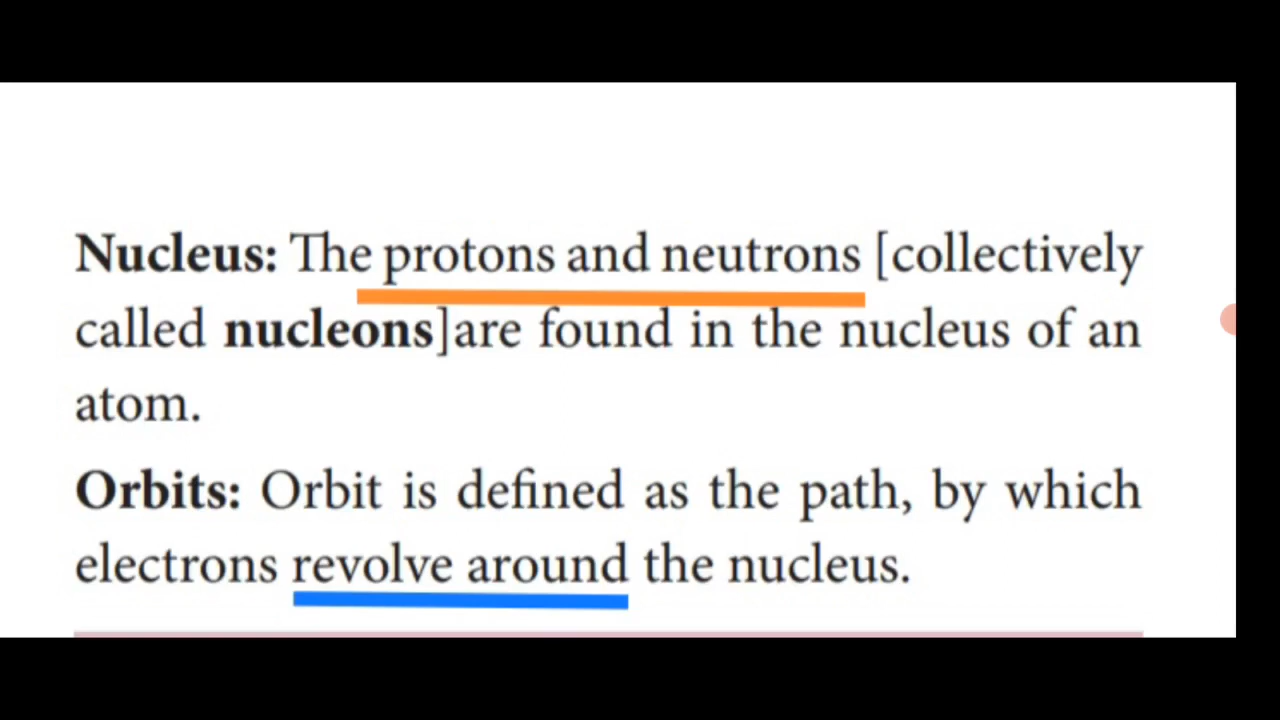 Nucleus: The protons and neutrons [collectively
called nucleons]are found in the nucleus of an
atom.
Orbits: Orbit is defined as the path, by which
electrons revolve around the nucleus.